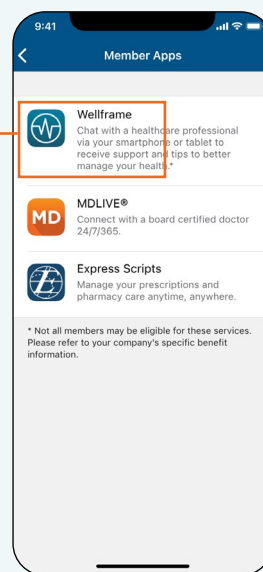 9:41
Member Apps
Wellframe
Chat with a healthcare professional
via your smartphone or tablet to
receive support and tips to better
manage your health.*
MD
MDLIVE®
Connect with a board certified doctor
24/7/365.
Express Scripts
Manage your prescriptions and
pharmacy care anytime, anywhere.
* Not all members may be eligible for these services.
Please refer to your company's specific benefit
information.